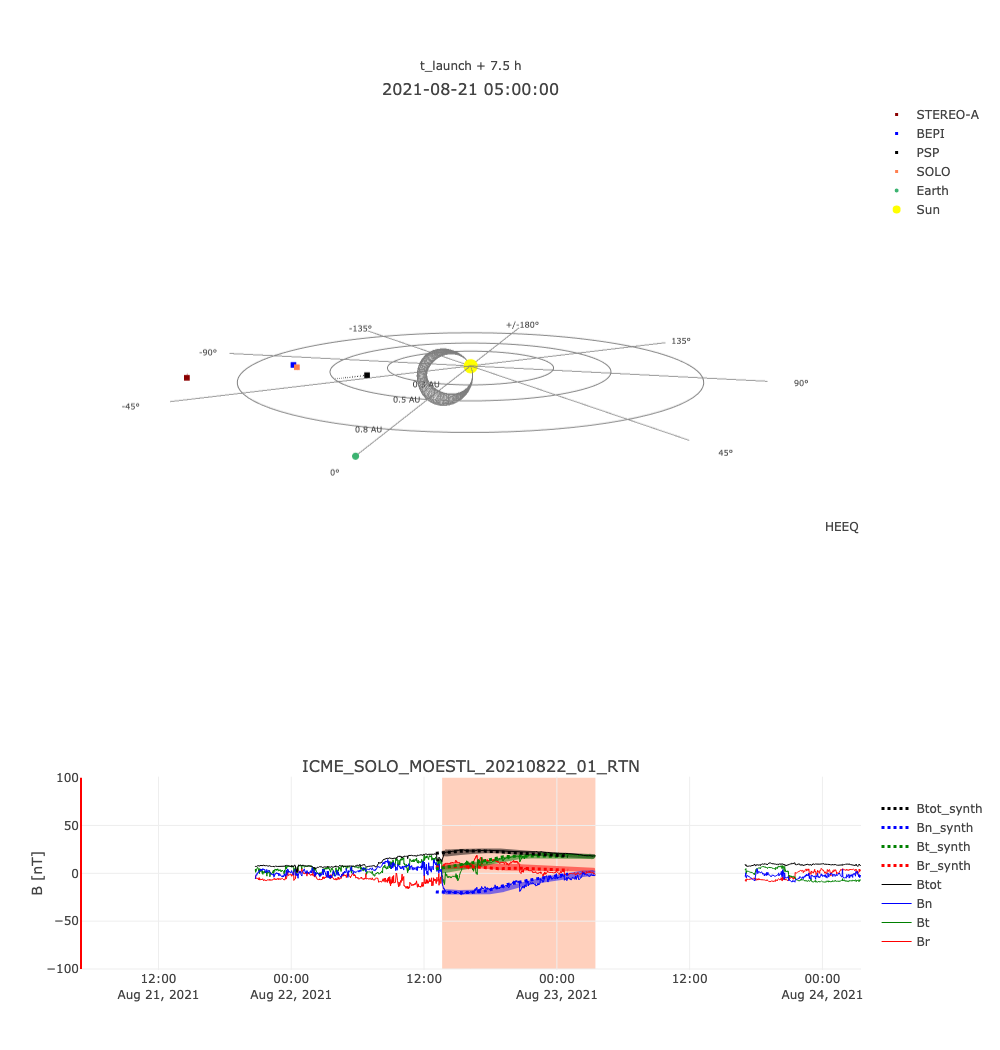 t_launch + 7.5 h
2021-08-21 05:00:00
STEREO-A
BEPI
PSP
SOLO
Earth
Sun
-135°
+/-180°
135°
-90°
90°
-45°
45°
0°
0.3 AU
0.5 AU
0.8 AU
HEEQ
ICME_SOLO_MOESTL_20210822_01_RTN
B [nT]
100
50
0
−50
−100
12:00
Aug 21, 2021
00:00
Aug 22, 2021
12:00
00:00
Aug 23, 2021
12:00
00:00
Aug 24, 2021
Btot_synth
Bn_synth
Bt_synth
Br_synth
Btot
Bn
Bt
Br